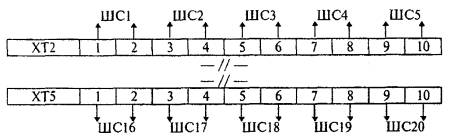 ШС1 ШС2 ШС3 ШС4 ШС5
ХТ2 1 2 3 4 5 6 7 8 9 10
— // —
— // —
ХТ5 1 2 3 4 5 6 7 8 9 10
ШС16 ШС17 ШС18 ШС19 ШС20